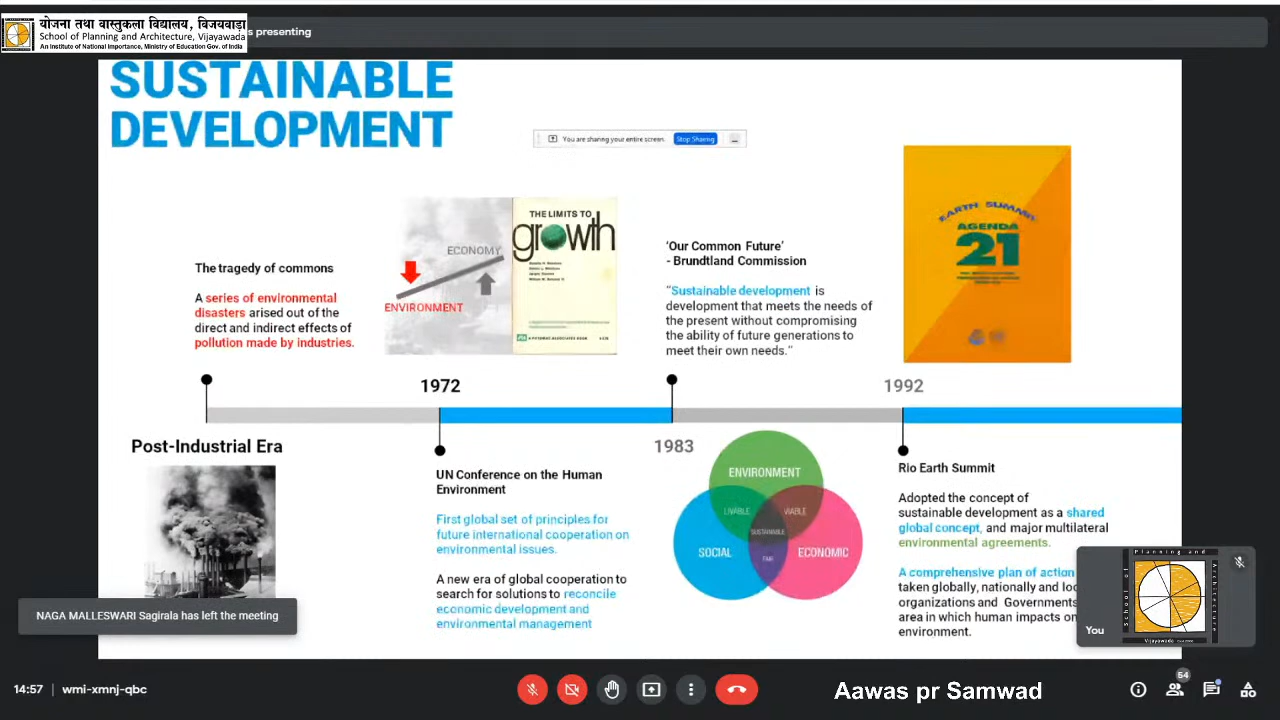 योजना तथा वास्तुकला विद्यालय, विजयवाड़ा
School of Planning and Architecture, Vijayawada
An Institute of National Importance, Ministry of Education Gov. of India
s presenting
SUSTAINABLE
DEVELOPMENT
You are sharing your entire screen.
Stop Sharing
The tragedy of commons
A series of environmental
disasters arised out of the
direct and indirect effects of
pollution made by industries.
ECONOMY
ENVIRONMENT
THE LIMITS TO
growth
'Our Common Future'
- Brundtland Commission
"Sustainable development is
development that meets the needs of
the present without compromising
the ability of future generations to
meet their own needs."
EARTH SUMMIT
AGENDA
21
1972
1992
Post-Industrial Era
1983
UN Conference on the Human
Environment
First global set of principles for
future international cooperation on
environmental issues.
A new era of global cooperation to
search for solutions to reconcile
economic development and
environmental management
ENVIRONMENT
LIVABLE
VIABLE
SUSTAINABLE
SOCIAL
ECONOMIC
Rio Earth Summit
Adopted the concept of
sustainable development as a shared
global concept, and major multilateral
environmental agreements.
A comprehensive plan of action
taken globally, nationally and
organizations and Governments
area in which human impacts on
environment.
NAGA MALLESWARI Sagirala has left the meeting
Planning and
School of
Architecture
Vijayawada
You
14:57
wmi-xmnj-qbc
Aawas pr Samwad
54